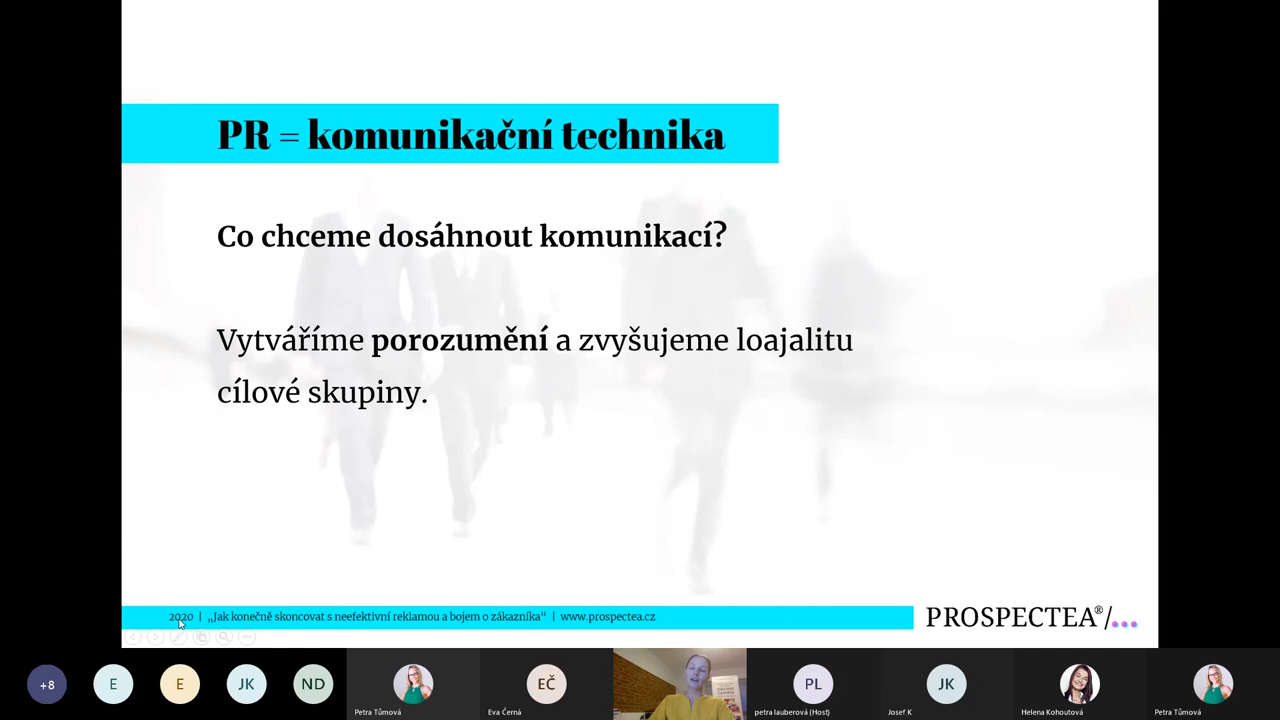 PR = komunikační technika
Co chceme dosáhnout komunikací?
Vytváříme porozumění a zvyšujeme loajalitu
cílové skupiny.
2020 | „Jak konečně skoncovat s neefektivní reklamou a bojem o zákazníka“ | www.prospectea.cz
PROSPECTEA®/...
+8
E
E
JK
ND
Petra Tůmová
EČ
Eva Černá
PL
petra lauberová (Host)
JK
Josef K
Helena Kohoutová
Petra Tůmová